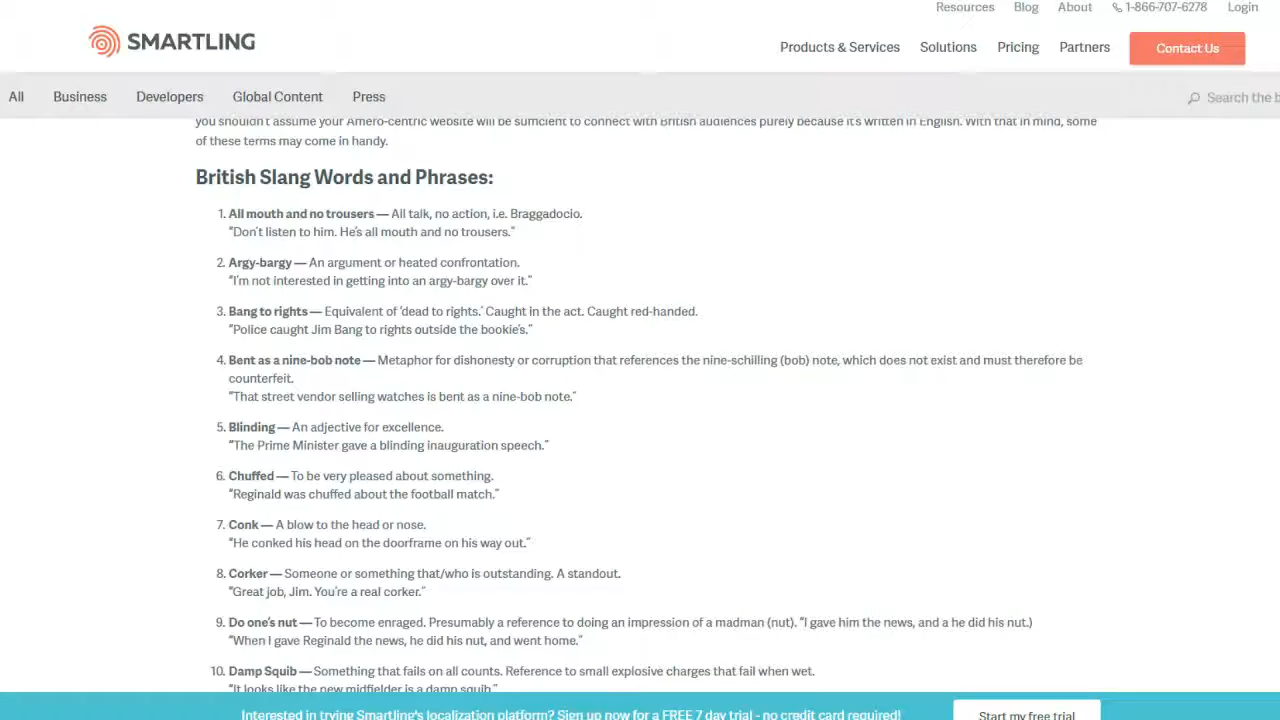 Resources Blog About 1-866-707-6278 Login
SMARTLING
Products & Services Solutions Pricing Partners Contact Us
All Business Developers Global Content Press Search the b
you shouldn't assume your Amero-centric website will be sufficient to connect with British audiences purely because it's written in English. With that in mind, some
of these terms may come in handy.
British Slang Words and Phrases:
1. All mouth and no trousers — All talk, no action, i.e. Braggadocio.
"Don't listen to him. He's all mouth and no trousers."
2. Argy-bargy — An argument or heated confrontation.
"I'm not interested in getting into an argy-bargy over it."
3. Bang to rights — Equivalent of 'dead to rights.' Caught in the act. Caught red-handed.
"Police caught Jim Bang to rights outside the bookie's."
4. Bent as a nine-bob note — Metaphor for dishonesty or corruption that references the nine-schilling (bob) note, which does not exist and must therefore be
counterfeit.
"That street vendor selling watches is bent as a nine-bob note."
5. Blinding — An adjective for excellence.
"The Prime Minister gave a blinding inauguration speech."
6. Chuffed — To be very pleased about something.
"Reginald was chuffed about the football match."
7. Conk — A blow to the head or nose.
"He conked his head on the doorframe on his way out."
8. Corker — Someone or something that/who is outstanding. A standout.
"Great job, Jim. You're a real corker."
9. Do one's nut — To become enraged. Presumably a reference to doing an impression of a madman (nut). "I gave him the news, and a he did his nut.)
"When I gave Reginald the news, he did his nut, and went home."
10. Damp Squib — Something that fails on all counts. Reference to small explosive charges that fail when wet.
"It looks like the new midfielder is a damp squib."
Interested in trying Smartling's localization platform? Sign up now for a FREE 7 day trial - no credit card required! Start my free trial